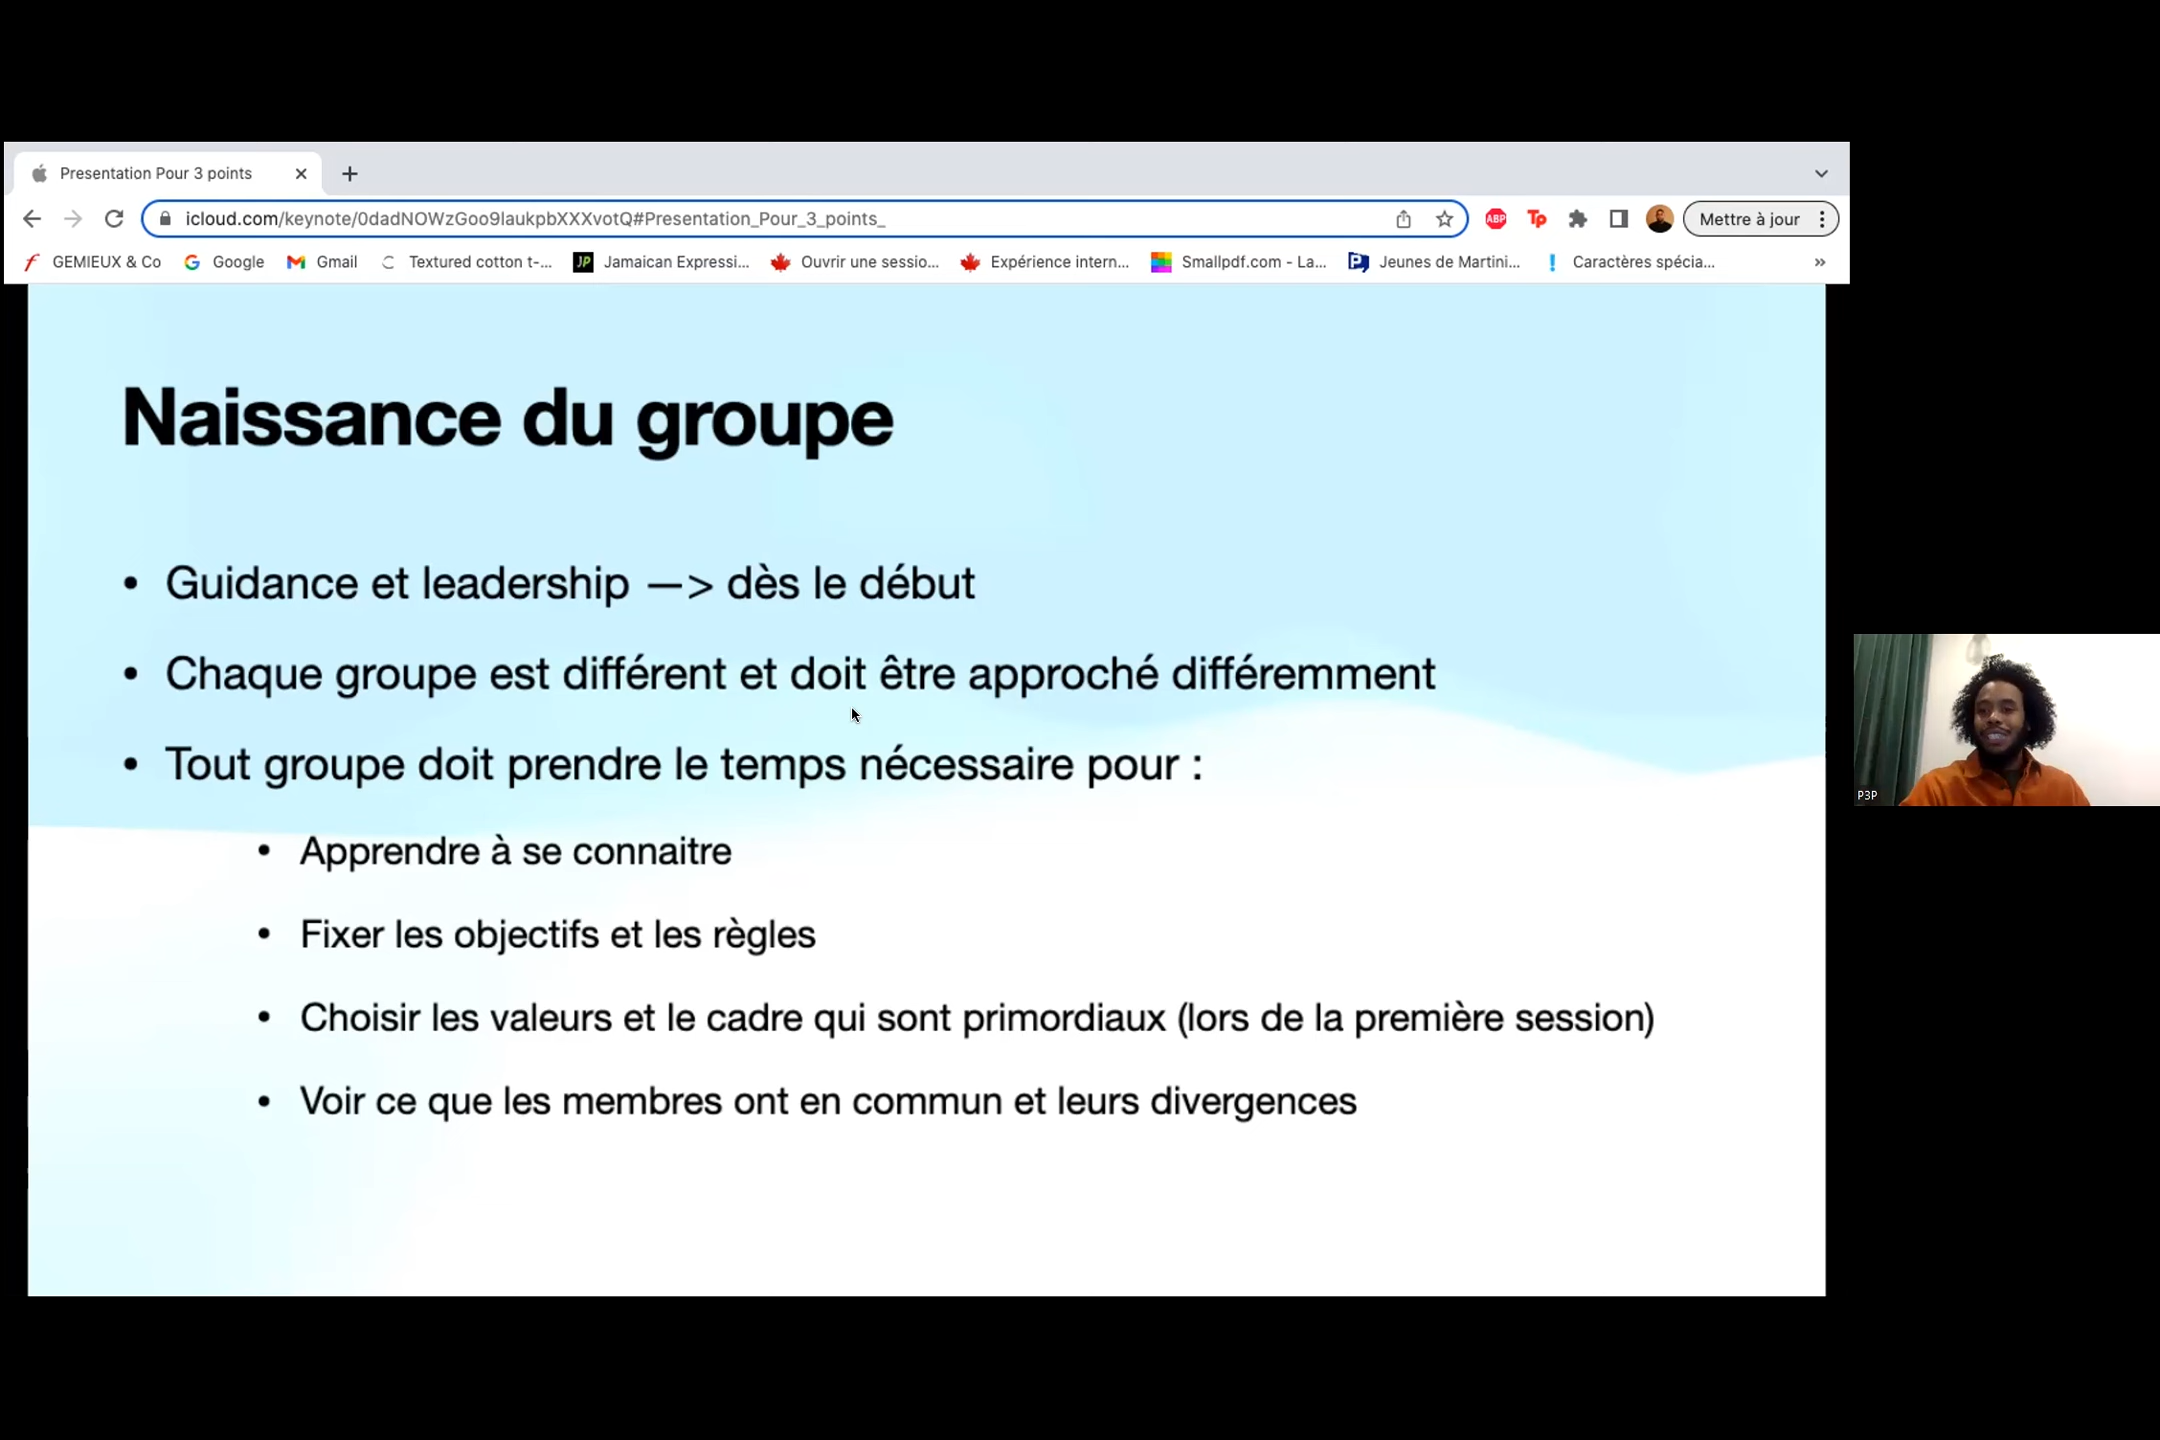 Presentation Pour 3 points
icloud.com/keynote/0dadNOWzGoo9IaukpbXXXvotQ#Presentation_Pour_3_points_
ABP
Tp
Mettre à jour
GEMIEUX & Co
Google
Gmail
Textured cotton t-...
JP
Jamaican Expressi...
Ouvrir une sessio...
Expérience intern...
Smallpdf.com - La...
Jeunes de Martini...
Caractères spécia...
»
Naissance du groupe
• Guidance et leadership —> dès le début
• Chaque groupe est différent et doit être approché différemment
• Tout groupe doit prendre le temps nécessaire pour :
• Apprendre à se connaitre
• Fixer les objectifs et les règles
• Choisir les valeurs et le cadre qui sont primordiaux (lors de la première session)
• Voir ce que les membres ont en commun et leurs divergences
P3P